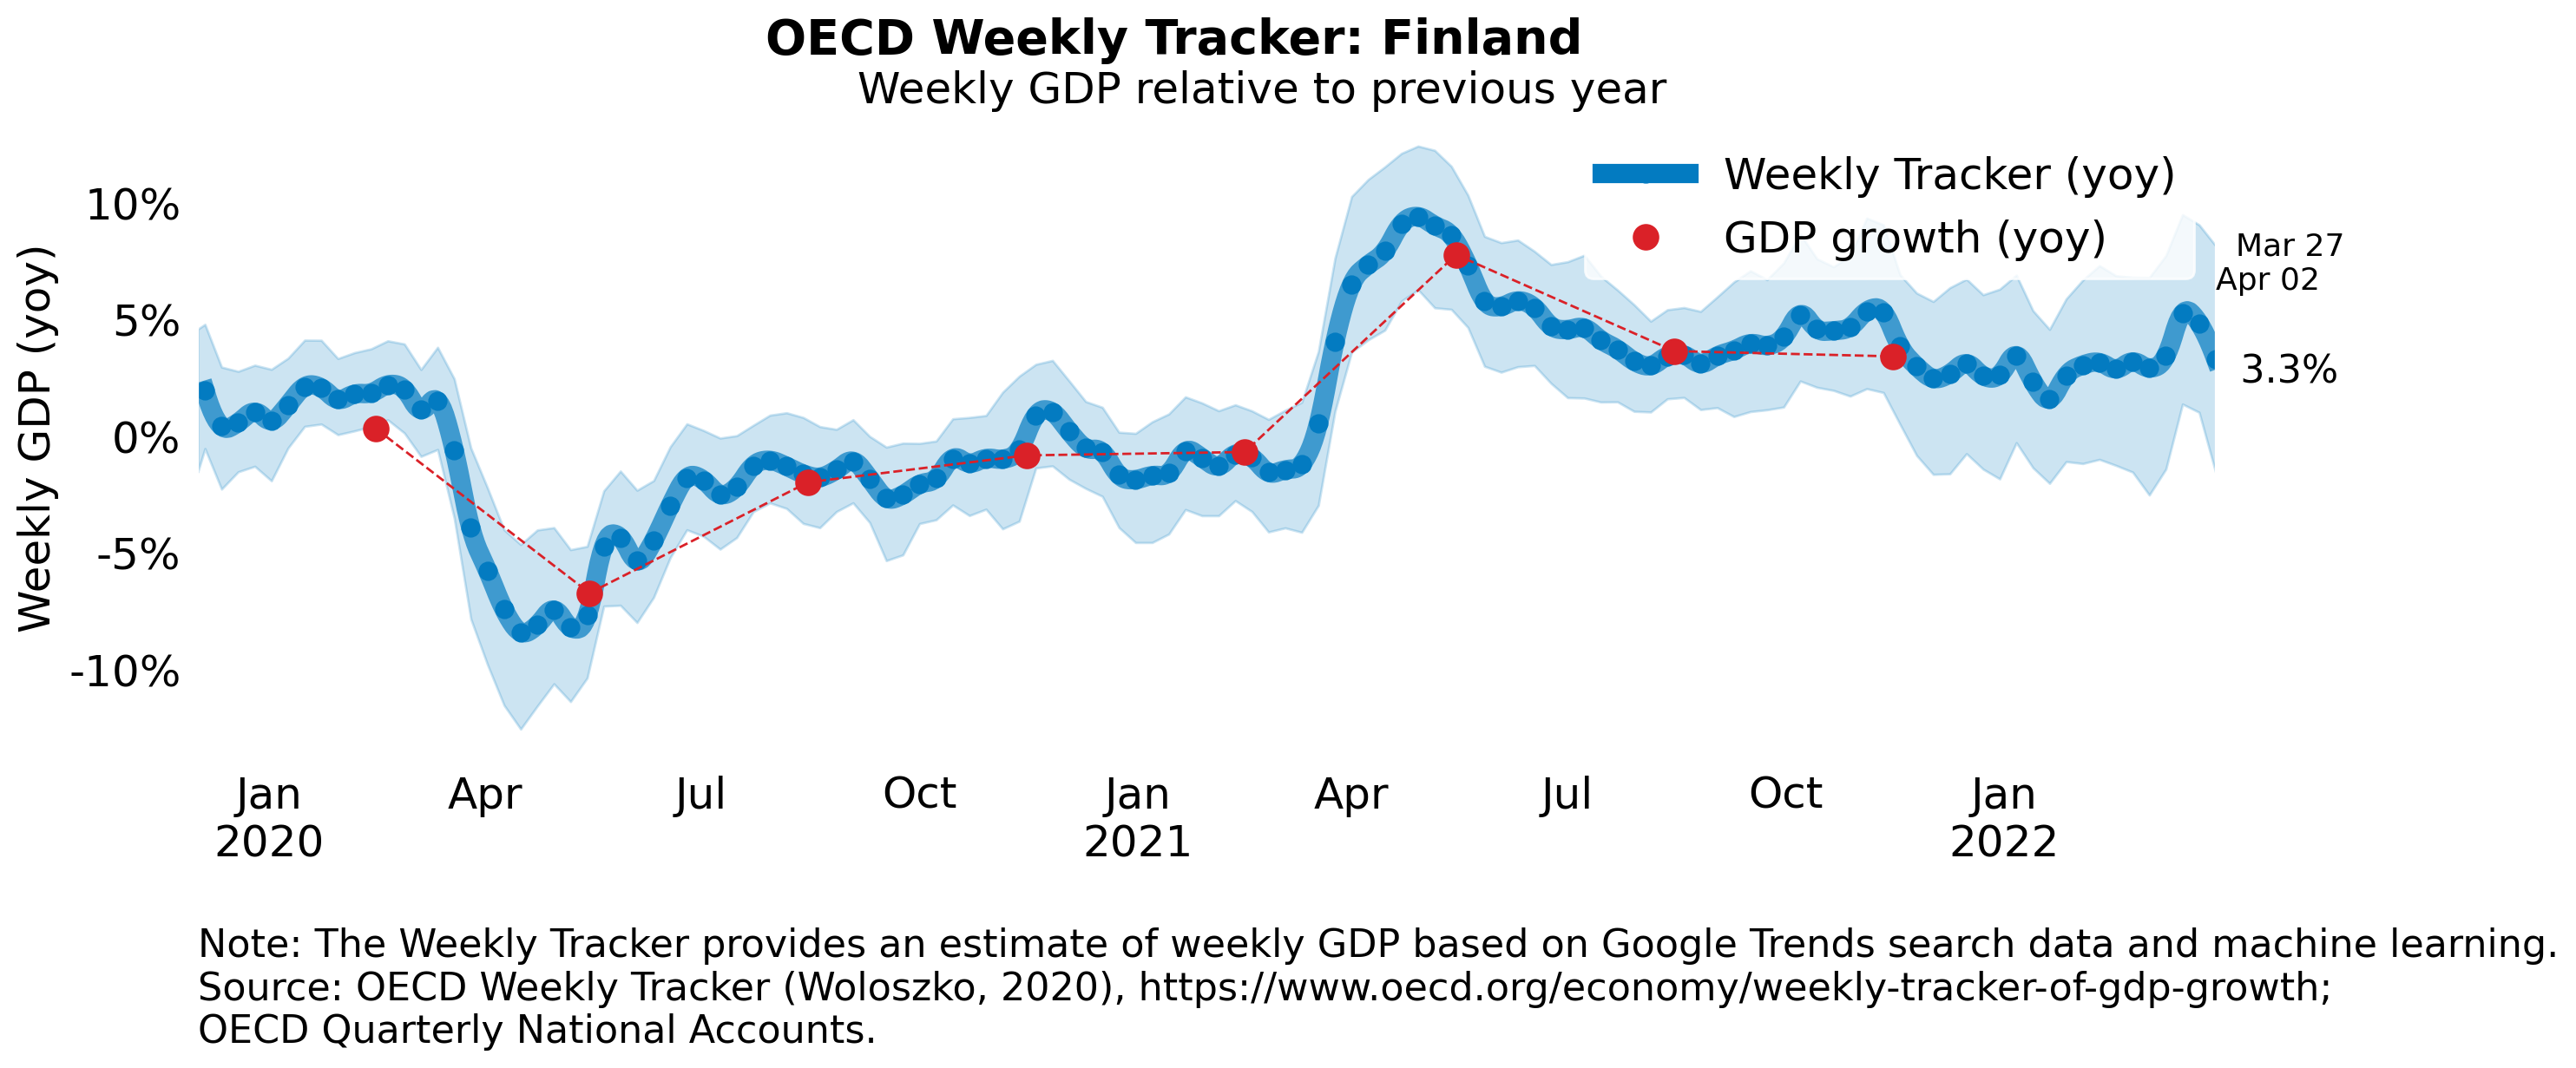 OECD Weekly Tracker: Finland
Weekly GDP relative to previous year
Weekly Tracker (yoy)
GDP growth (yoy)
Weekly GDP (yoy)
10%
5%
0%
-5%
-10%
Mar 27
Apr 02
3.3%
Jan
2020
Apr
Jul
Oct
Jan
2021
Apr
Jul
Oct
Jan
2022
Note: The Weekly Tracker provides an estimate of weekly GDP based on Google Trends search data and machine learning.
Source: OECD Weekly Tracker (Woloszko, 2020), https://www.oecd.org/economy/weekly-tracker-of-gdp-growth;
OECD Quarterly National Accounts.